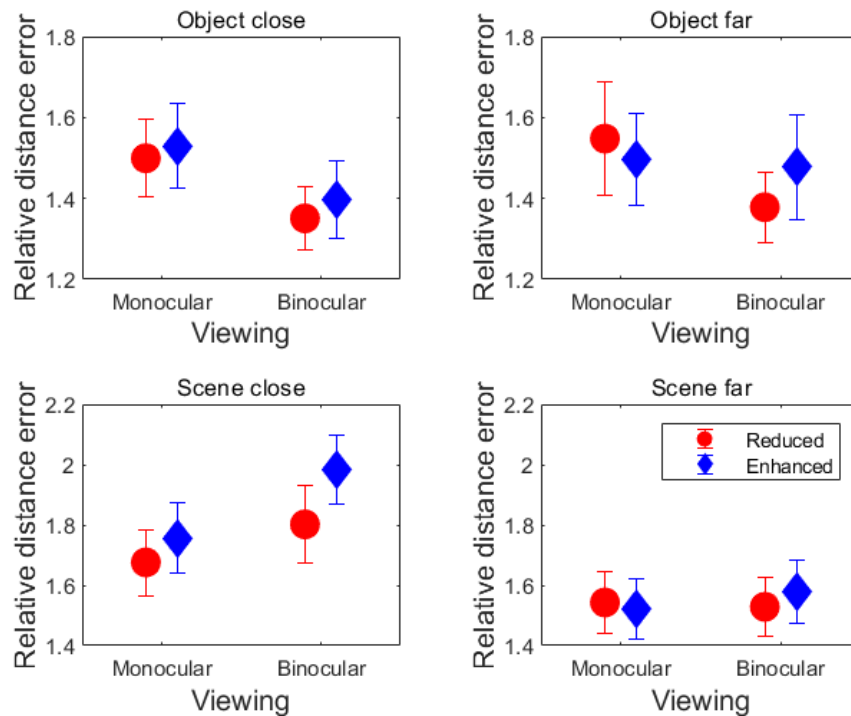 Object close
Relative distance error
1.8
1.6
1.4
1.2
Monocular Binocular
Viewing
Object far
Relative distance error
1.8
1.6
1.4
1.2
Monocular Binocular
Viewing
Scene close
Relative distance error
2.2
2
1.8
1.6
1.4
Monocular Binocular
Viewing
Scene far
Relative distance error
2.2
2
1.8
1.6
1.4
Reduced
Enhanced
Monocular Binocular
Viewing